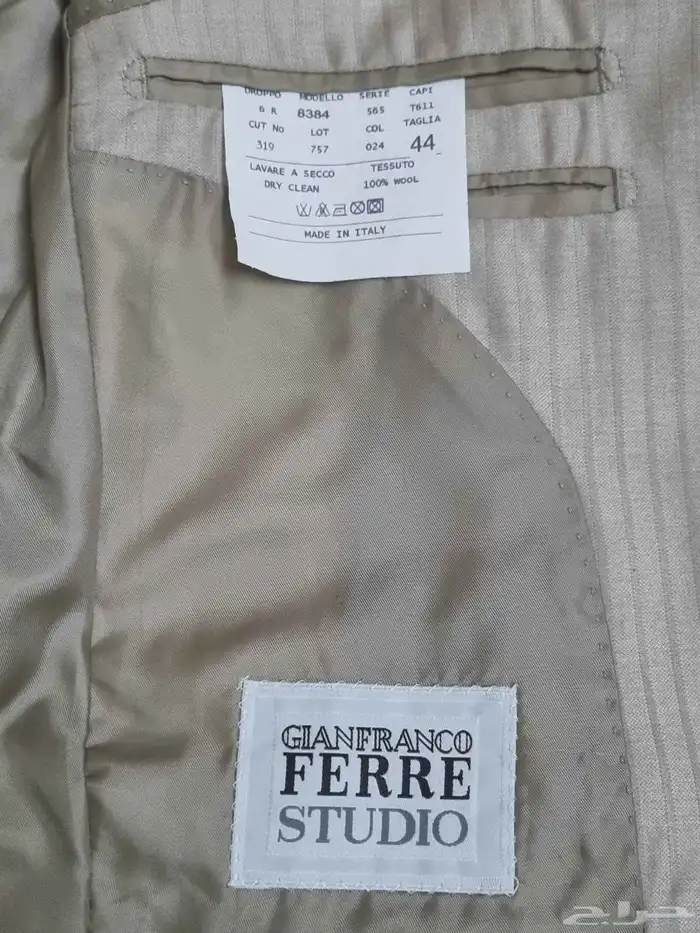 DROPPO MODELLO SERIE CAPI
6 R 8384 565 T611
CUT No LOT COL TAGLIA
319 757 024 44
LAVARE A SECCO TESSUTO
DRY CLEAN 100% WOOL
MADE IN ITALY
GIANFRANCO
FERRE
STUDIO
حراج